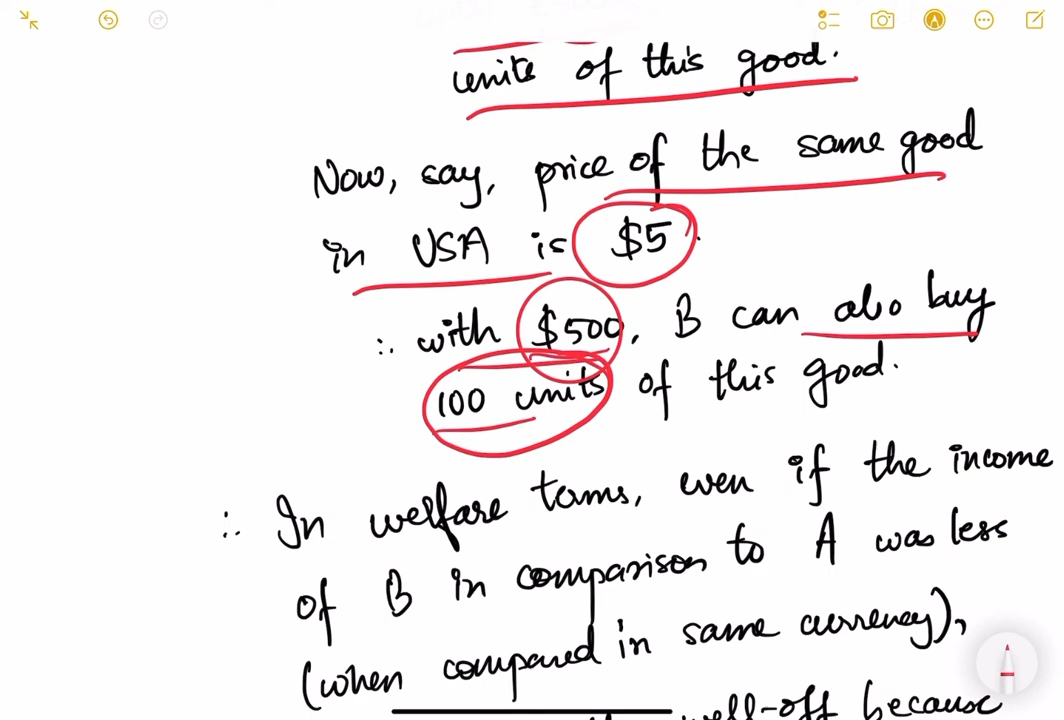 units of this good.
Now, say, price of the same good
in USA is $5.
∴ with $500, B can also buy
100 units of this good.
∴ In welfare terms, even if the income
of B in comparison to A was less
(when compared in same currency),
well-off because